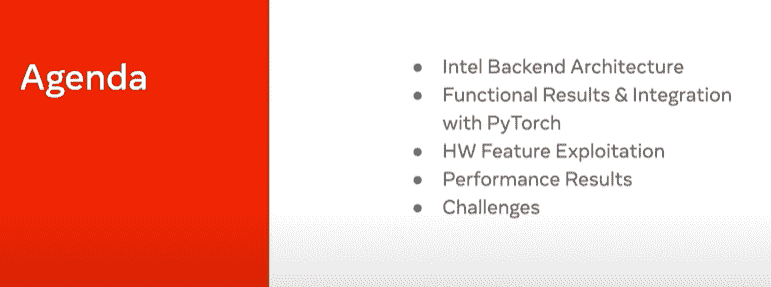 Agenda
● Intel Backend Architecture
● Functional Results & Integration
with PyTorch
● HW Feature Exploitation
● Performance Results
● Challenges